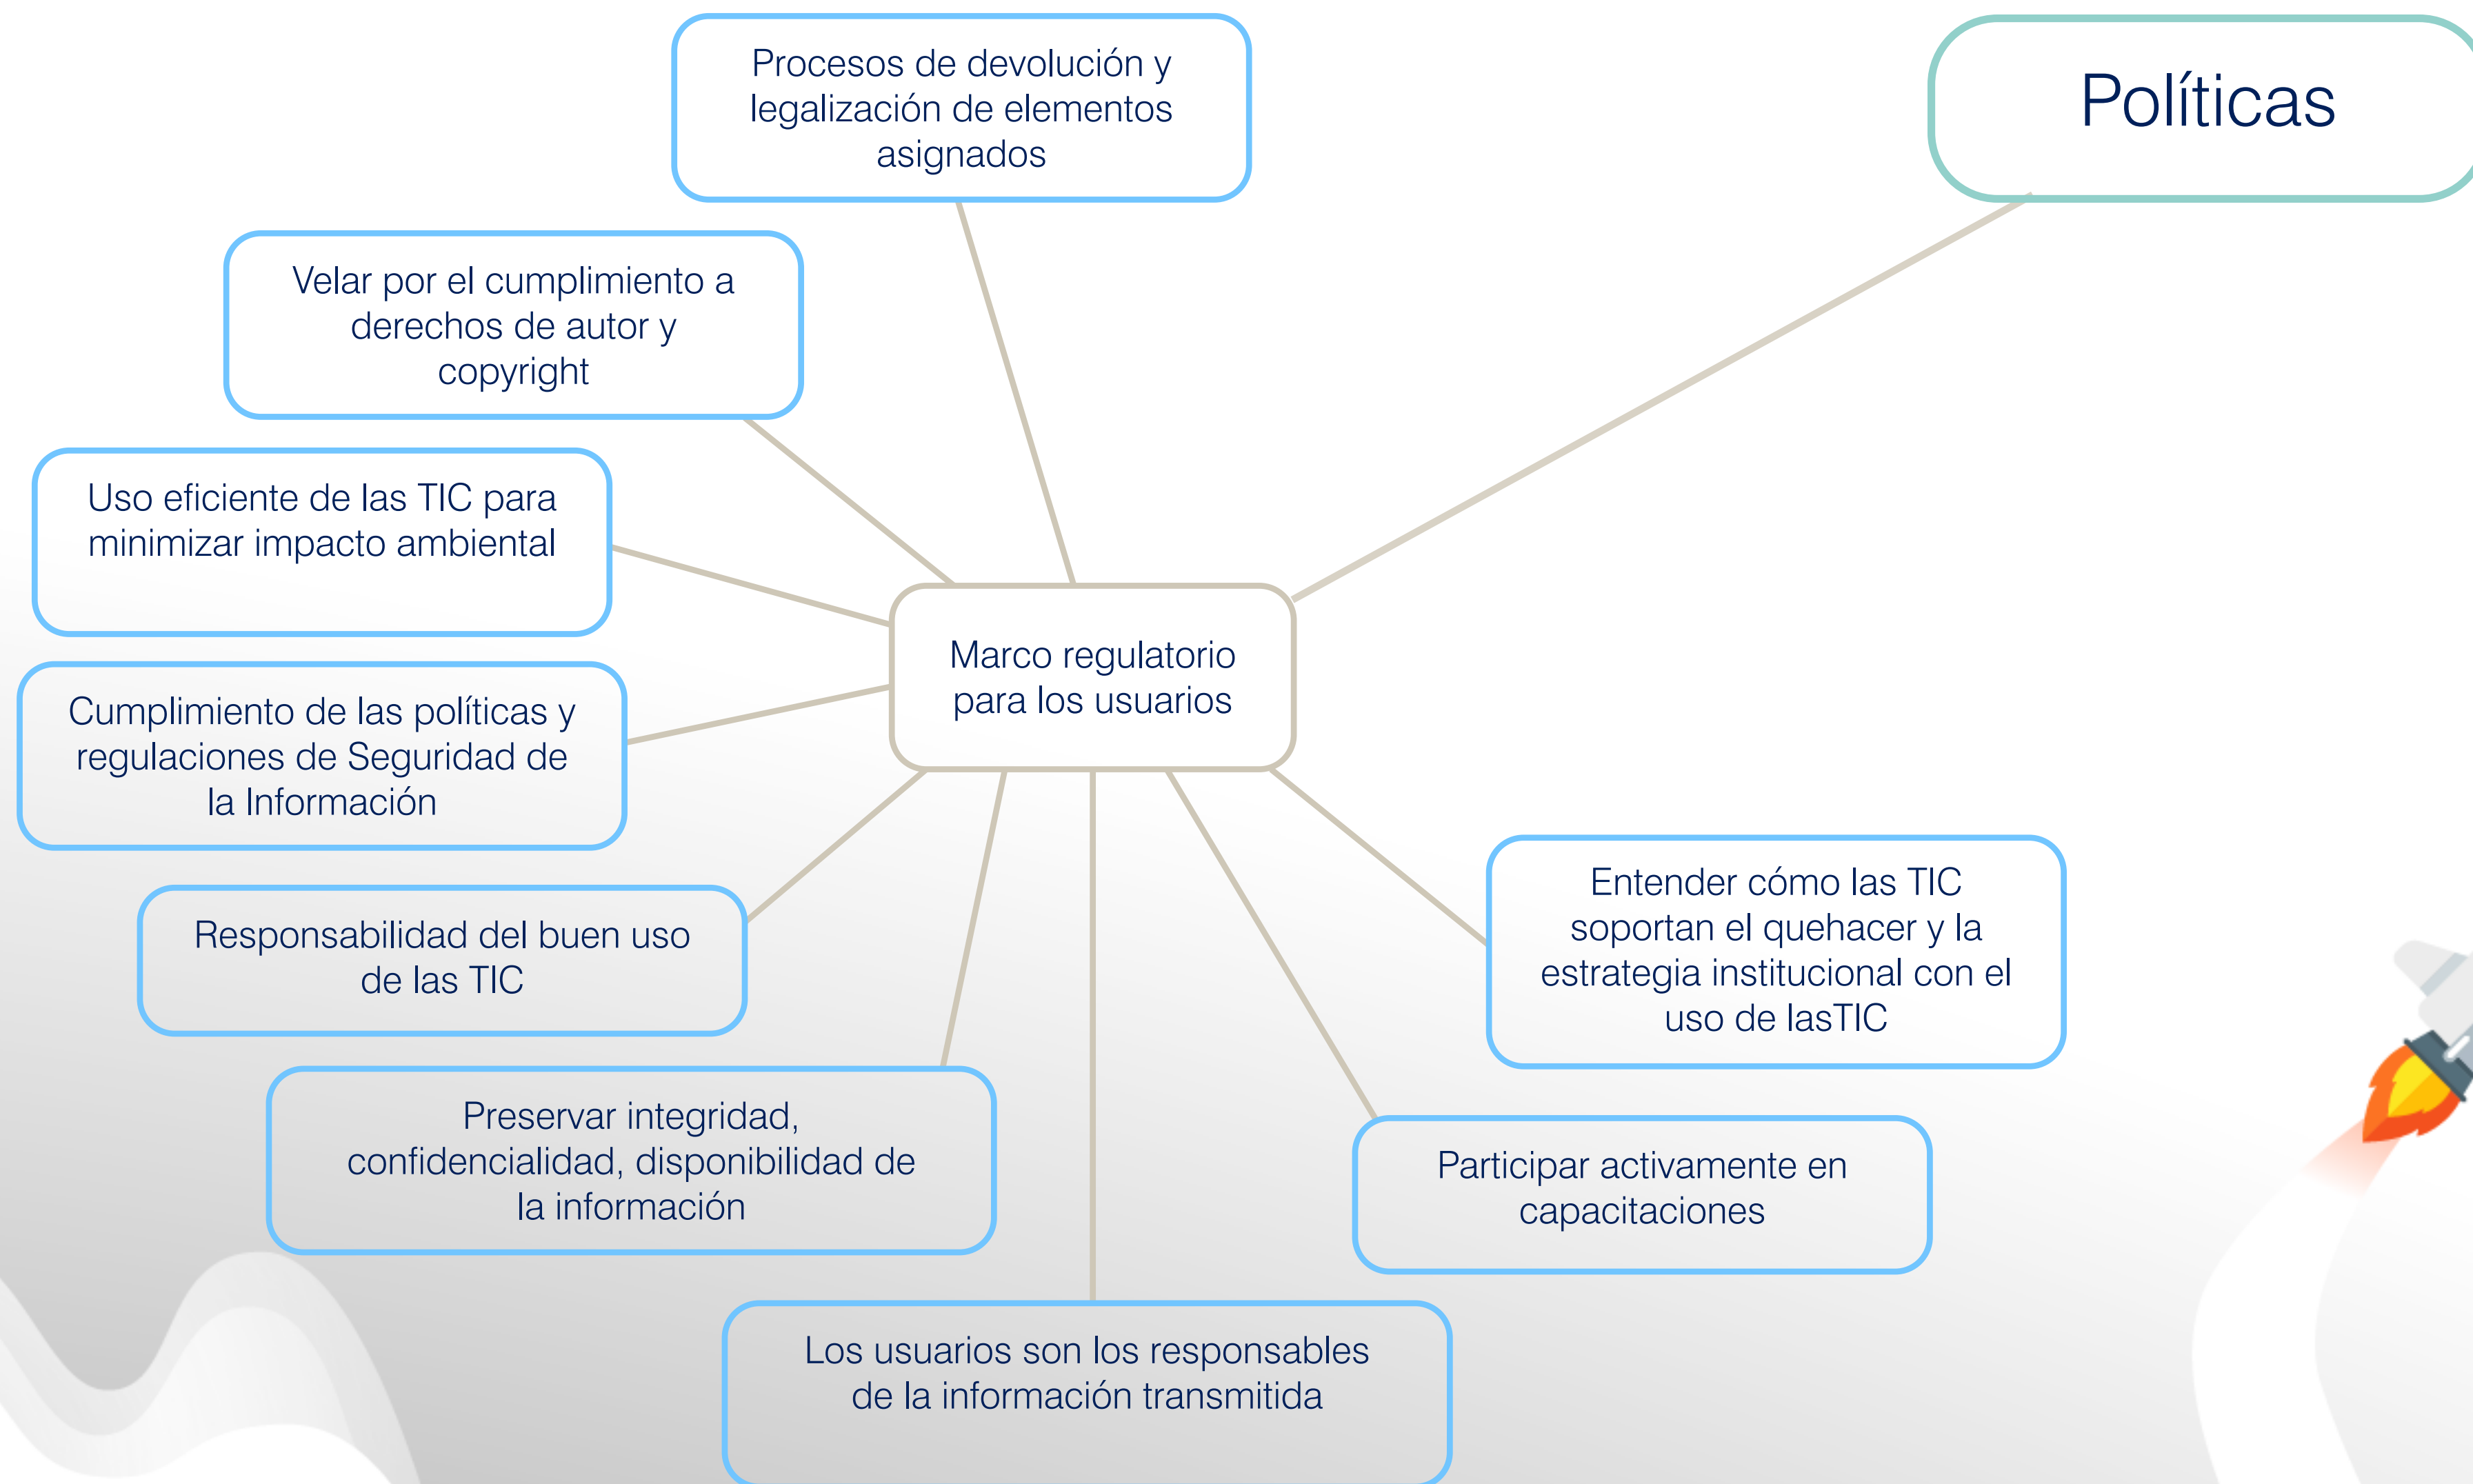 Procesos de devolución y
legalización de elementos
asignados
Políticas
Velar por el cumplimiento a
derechos de autor y
copyright
Uso eficiente de las TIC para
minimizar impacto ambiental
Marco regulatorio
para los usuarios
Cumplimiento de las políticas y
regulaciones de Seguridad de
la Información
Entender cómo las TIC
soportan el quehacer y la
estrategia institucional con el
uso de lasTIC
Responsabilidad del buen uso
de las TIC
Preservar integridad,
confidencialidad, disponibilidad de
la información
Participar activamente en
capacitaciones
Los usuarios son los responsables
de la información transmitida